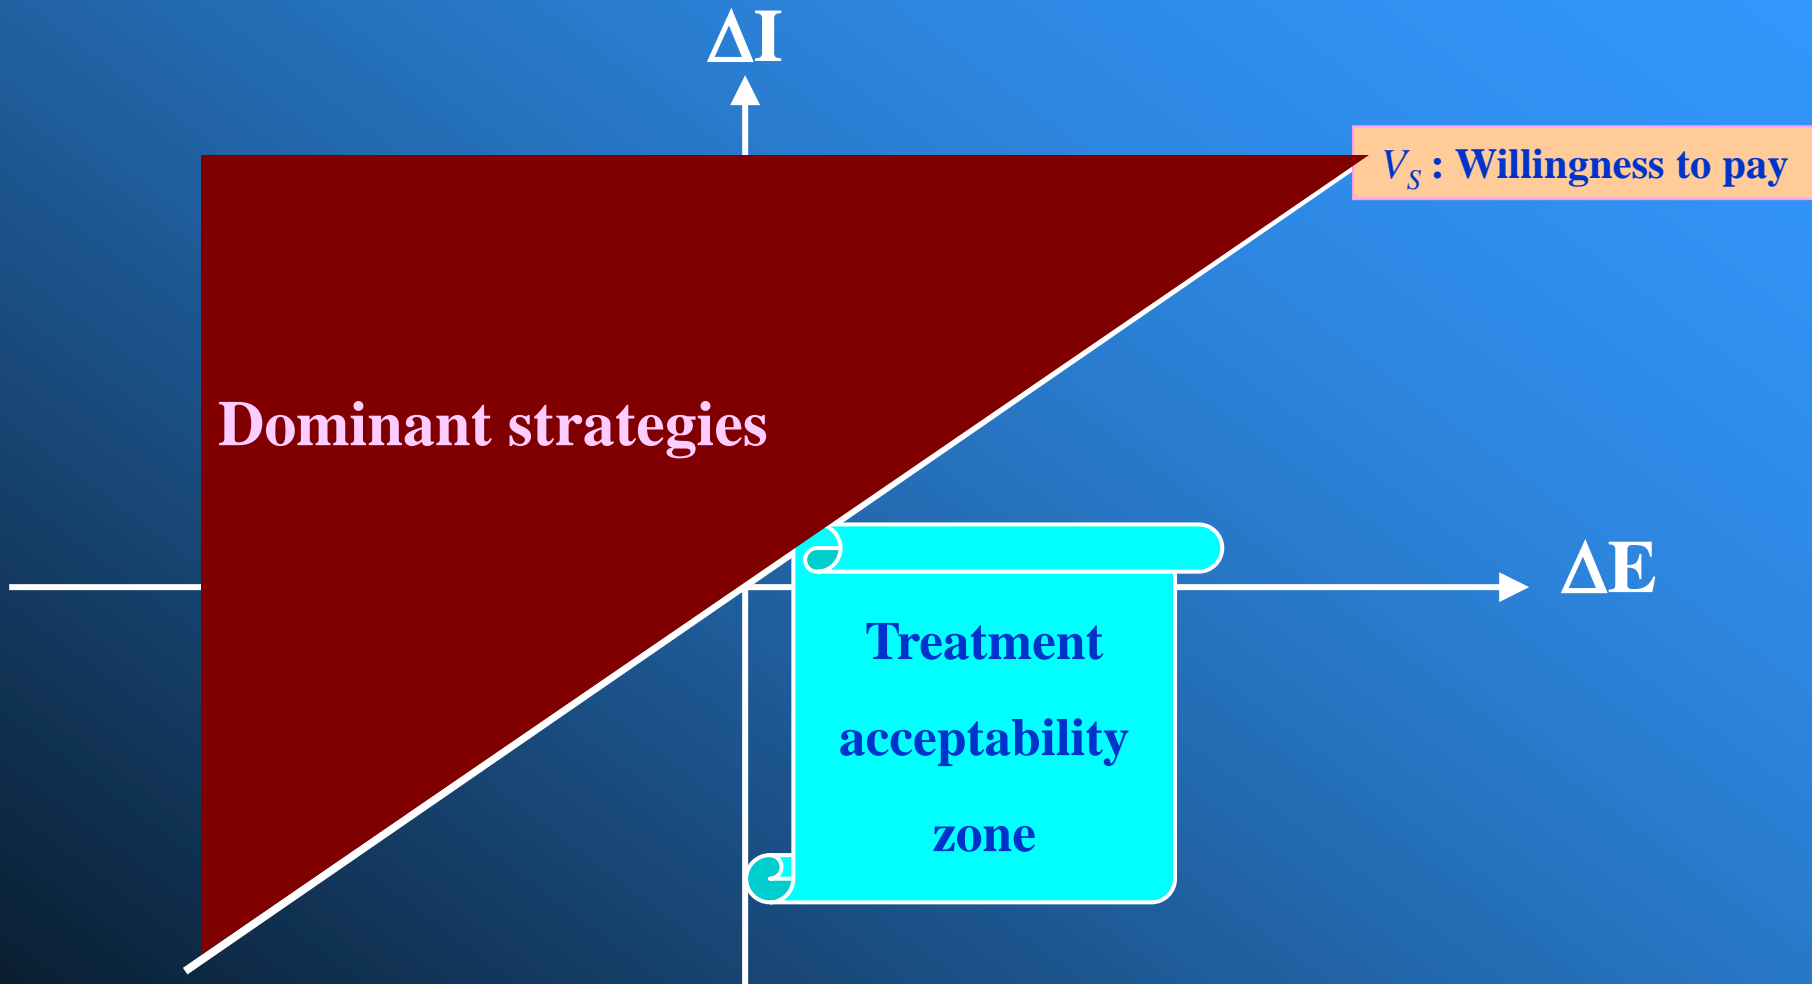 ΔI
V_S : Willingness to pay
Dominant strategies
ΔE
Treatment
acceptability
zone